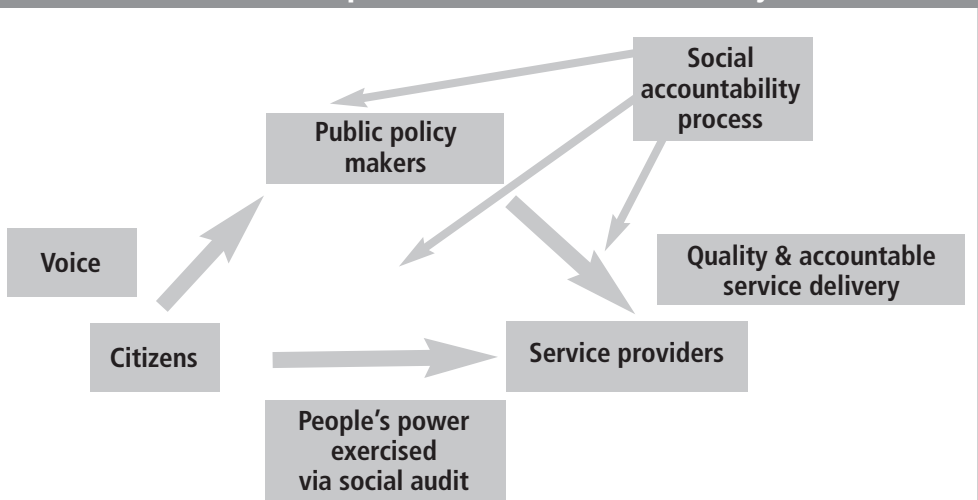 Social
accountability
process
Public policy
makers
Voice
Quality & accountable
service delivery
Citizens
Service providers
People’s power
exercised
via social audit